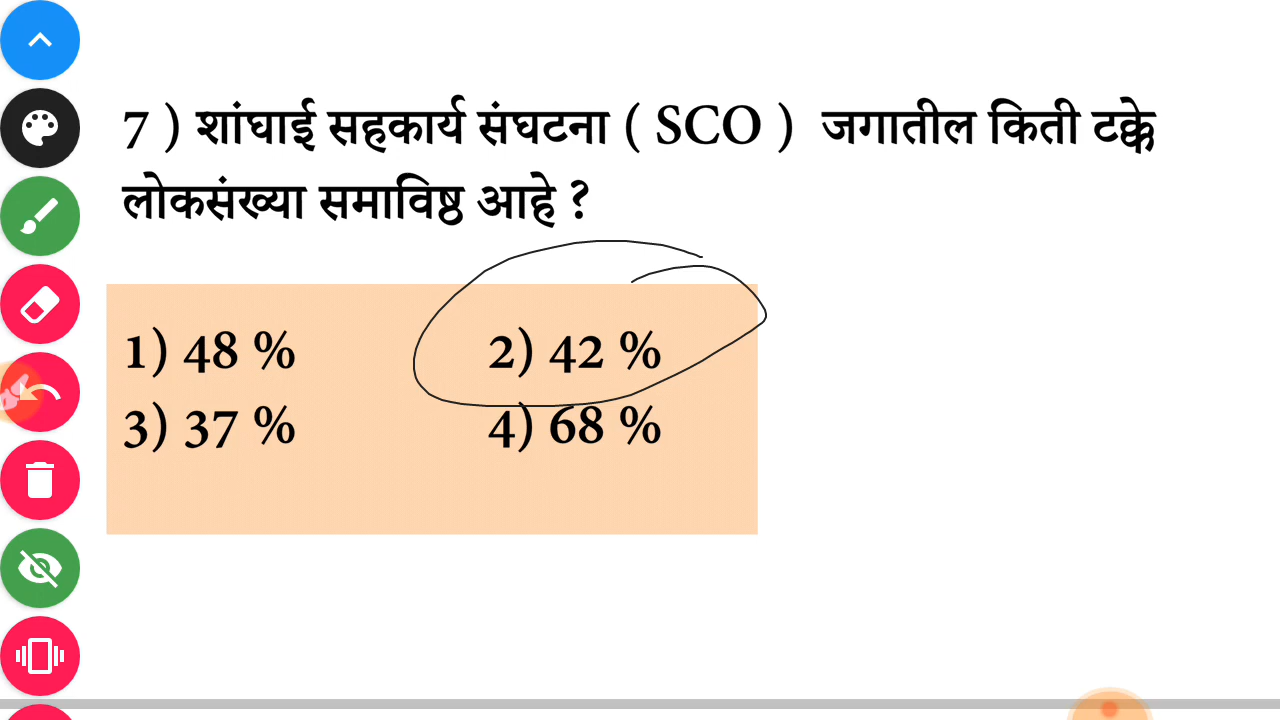 7 ) शांघाई सहकार्य संघटना ( SCO ) जगातील किती टक्के
लोकसंख्या समाविष्ठ आहे ?
1) 48 % 2) 42 %
3) 37 % 4) 68 %